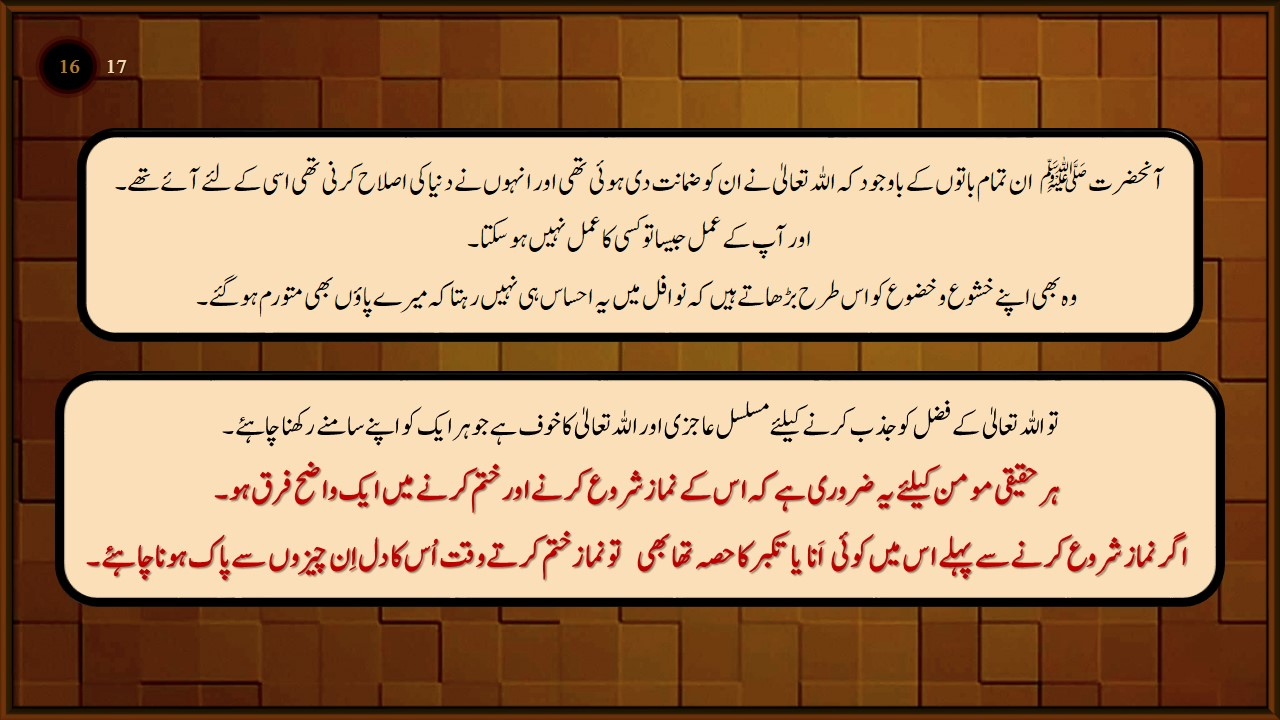 16 17
آنحضرت ﷺ ان تمام باتوں کے باوجود کہ اللہ تعالیٰ نے ان کو ضمانت دی ہوئی تھی اور انہوں نے دنیا کی اصلاح کرنی تھی اسی کے لئے آئے تھے۔
اور آپ کے عمل جیسا تو کسی کا عمل نہیں ہو سکتا۔
وہ بھی اپنے خشوع و خضوع کو اس طرح بڑھاتے ہیں کہ نوافل میں یہ احساس ہی نہیں رہتا کہ میرے پاؤں بھی متورم ہو گئے۔
تو اللہ تعالیٰ کے فضل کو جذب کرنے کیلئے مسلسل عاجزی اور اللہ تعالیٰ کا خوف ہے جو ہر ایک کو اپنے سامنے رکھنا چاہئے۔
ہر حقیقی مومن کیلئے یہ ضروری ہے کہ اس کے نماز شروع کرنے اور ختم کرنے میں ایک واضح فرق ہو۔
اگر نماز شروع کرنے سے پہلے اس میں کوئی اَنا یا تکبر کا حصہ تھا بھی تو نماز ختم کرتے وقت اُس کا دل اِن چیزوں سے پاک ہونا چاہئے۔